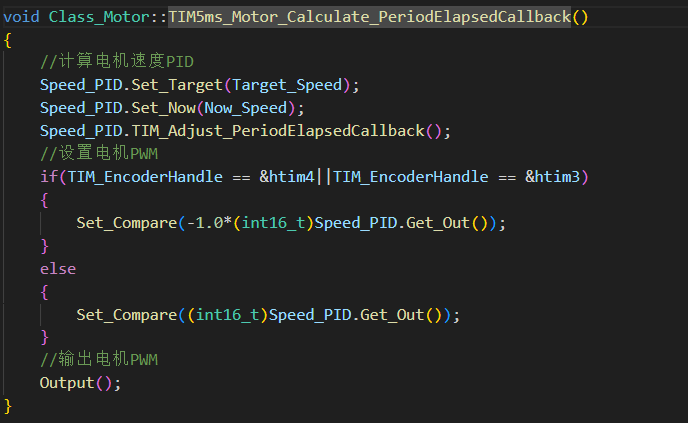 void Class_Motor::TIM5ms_Motor_Calculate_PeriodElapsedCallback()
{
    //计算电机速度PID
    Speed_PID.Set_Target(Target_Speed);
    Speed_PID.Set_Now(Now_Speed);
    Speed_PID.TIM_Adjust_PeriodElapsedCallback();
    //设置电机PWM
    if(TIM_EncoderHandle == &htim4||TIM_EncoderHandle == &htim3)
    {
        Set_Compare(-1.0*(int16_t)Speed_PID.Get_Out());
    }
    else
    {
        Set_Compare((int16_t)Speed_PID.Get_Out());
    }
    //输出电机PWM
    Output();
}